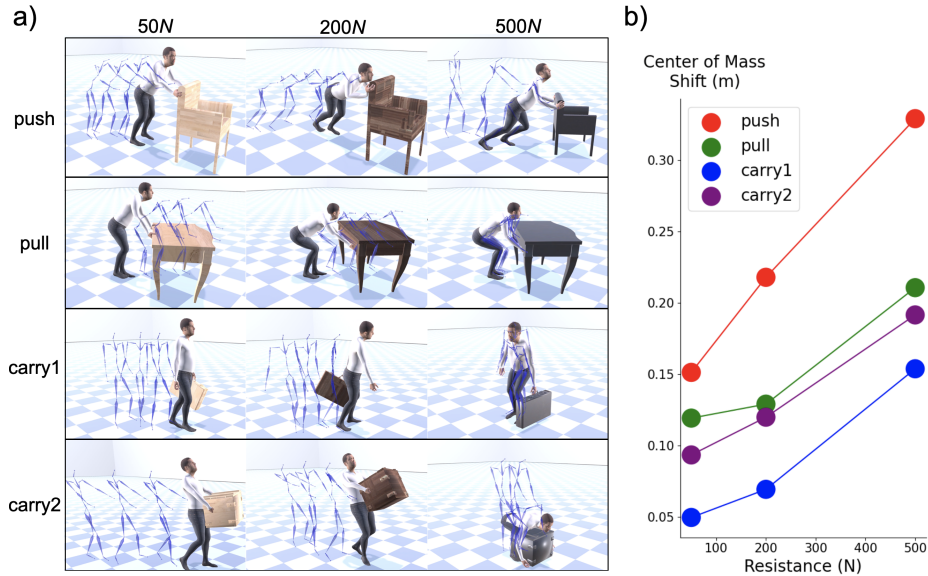 a)
50N
200N
500N
push
pull
carry1
carry2
b)
Center of Mass
Shift (m)
push
pull
carry1
carry2
0.30
0.25
0.20
0.15
0.10
0.05
100
200
300
400
500
Resistance (N)